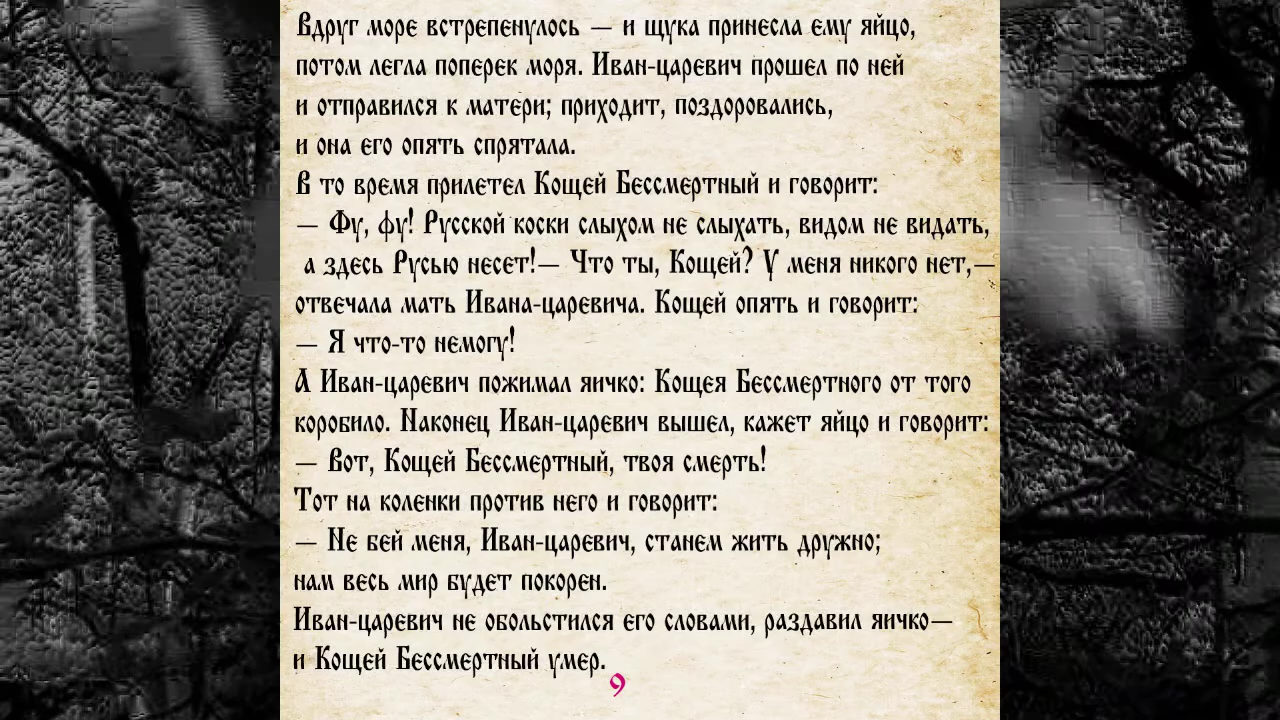 Вдруг море встрепенулось — и щука принесла ему яйцо,
потом легла поперек моря. Иван-царевич прошел по ней
и отправился к матери; приходит, поздоровались,
и она его опять спрятала.
В то время прилетел Кощей Бессмертный и говорит:
— Фу, фу! Русской коски слыхом не слыхать, видом не видать,
а здесь Русью несет!— Что ты, Кощей? У меня никого нет,—
отвечала мать Ивана-царевича. Кощей опять и говорит:
— Я что-то немогу!
А Иван-царевич пожимал яичко: Кощея Бессмертного от того
коробило. Наконец Иван-царевич вышел, кажет яйцо и говорит:
— Вот, Кощей Бессмертный, твоя смерть!
Тот на коленки против него и говорит:
— Не бей меня, Иван-царевич, станем жить дружно;
нам весь мир будет покорен.
Иван-царевич не обольстился его словами, раздавил яичко—
и Кощей Бессмертный умер.
9